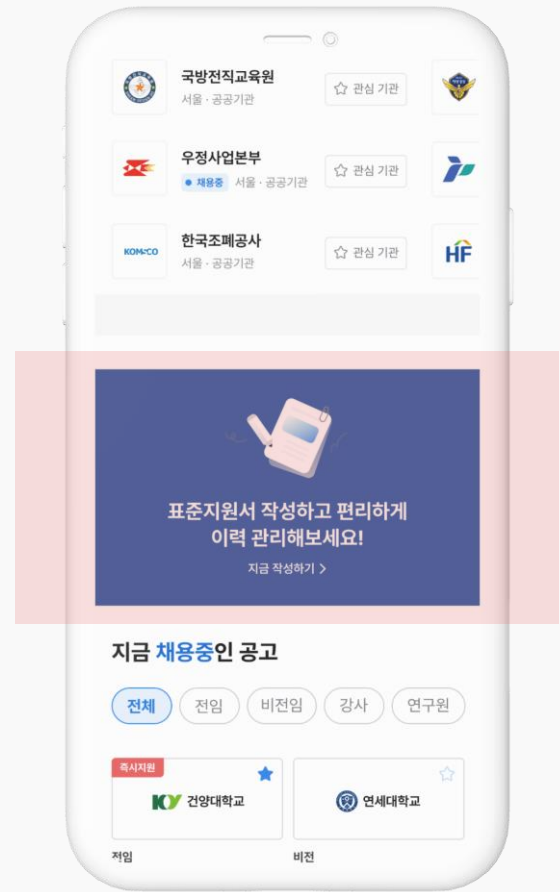 국방전직교육원
서울 · 공공기관
☆ 관심 기관
우정사업본부
• 채용중 서울 · 공공기관
☆ 관심 기관
KOMSCO
한국조폐공사
서울 · 공공기관
☆ 관심 기관
HF
표준지원서 작성하고 편리하게
이력 관리해보세요!
지금 작성하기 >
지금 채용중인 공고
전체 전임 비전임 강사 연구원
즉시지원
KY 건양대학교
연세대학교
전임
비전